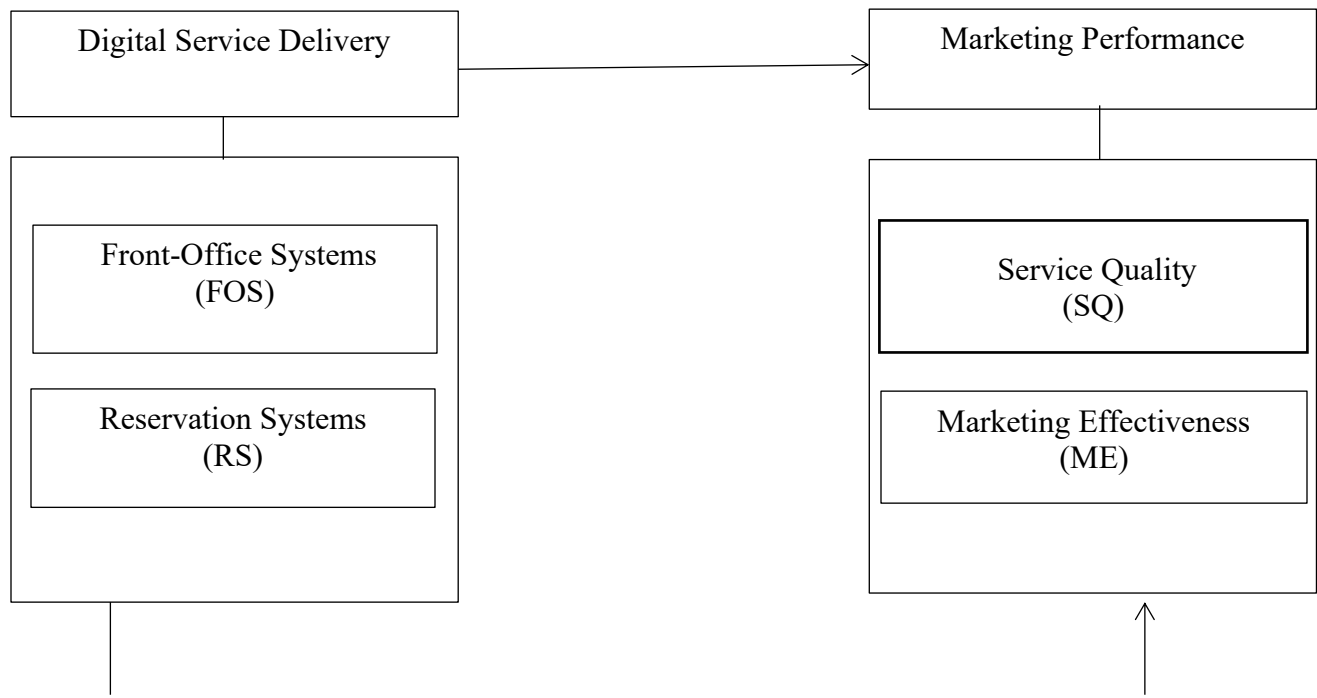 Digital Service Delivery
Marketing Performance
Front-Office Systems
(FOS)
Reservation Systems
(RS)
Service Quality
(SQ)
Marketing Effectiveness
(ME)